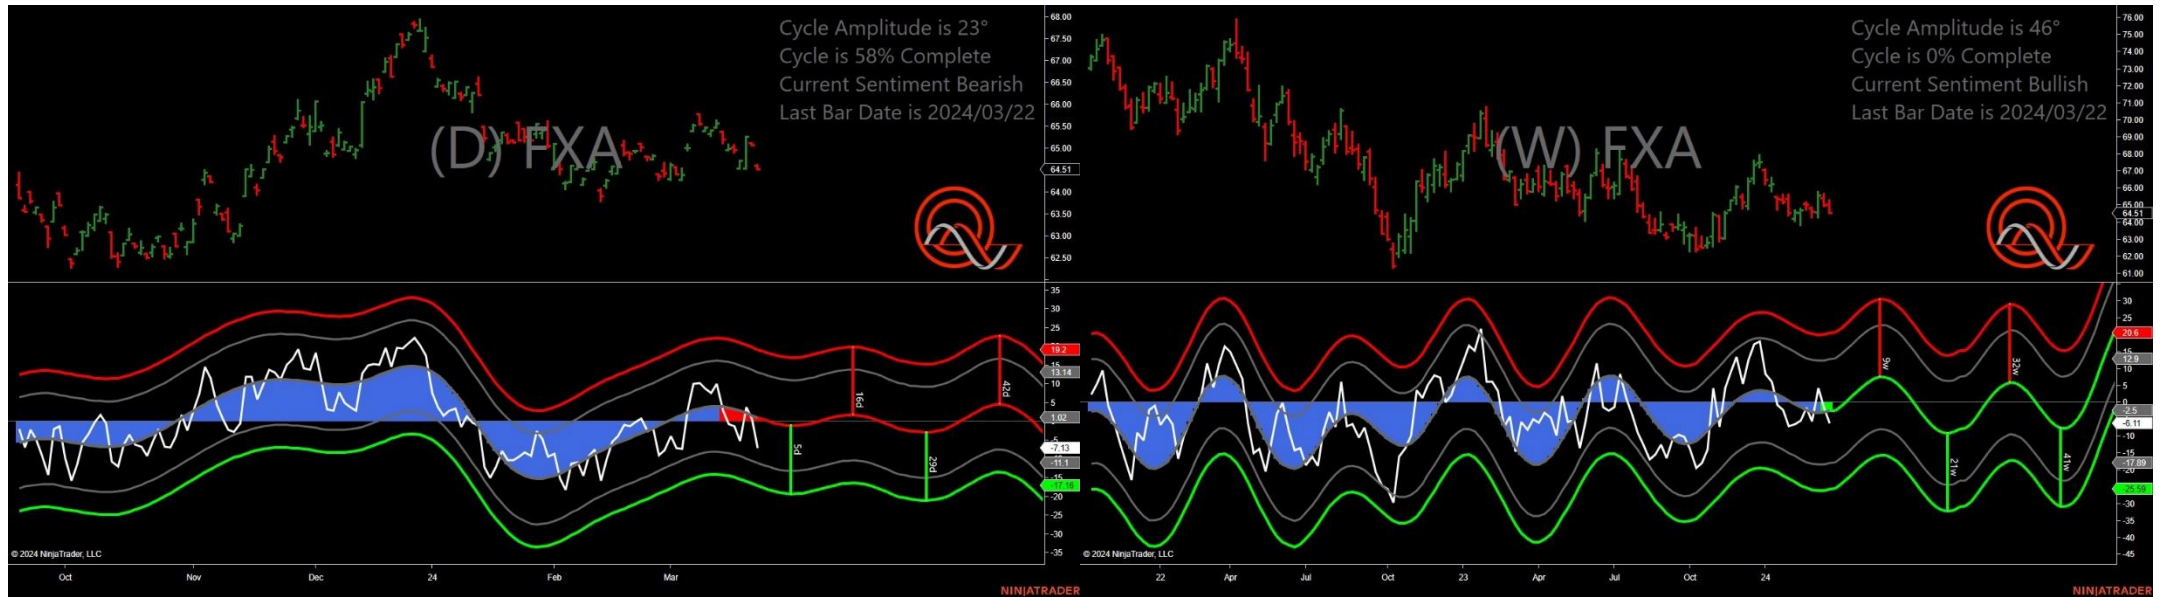 Cycle Amplitude is 23°
Cycle is 58% Complete
Current Sentiment Bearish
Last Bar Date is 2024/03/22
(D) FXA
68.00
67.50
67.00
66.50
66.00
65.50
65.00
64.51
64.00
63.50
63.00
62.50
35
30
25
19.2
15
13.14
10
5
1.02
-7.13
-11.1
-17.16
-20
-25
-30
-35
5d
16d
29d
42d
© 2024 NinjaTrader, LLC
Oct
Nov
Dec
24
Feb
Mar
NINJATRADER
Cycle Amplitude is 46°
Cycle is 0% Complete
Current Sentiment Bullish
Last Bar Date is 2024/03/22
(W) FXA
76.00
75.00
74.00
73.00
72.00
71.00
70.00
69.00
68.00
67.00
66.00
65.00
64.51
64.00
63.00
62.00
61.00
30
25
20.6
15
12.9
10
5
0
-2.5
-6.11
-10
-15
-17.89
-20
-25.59
-30
-35
-40
-45
9w
21w
32w
41w
© 2024 NinjaTrader, LLC
22
Apr
Jul
Oct
23
Apr
Jul
Oct
24
NINJATRADER